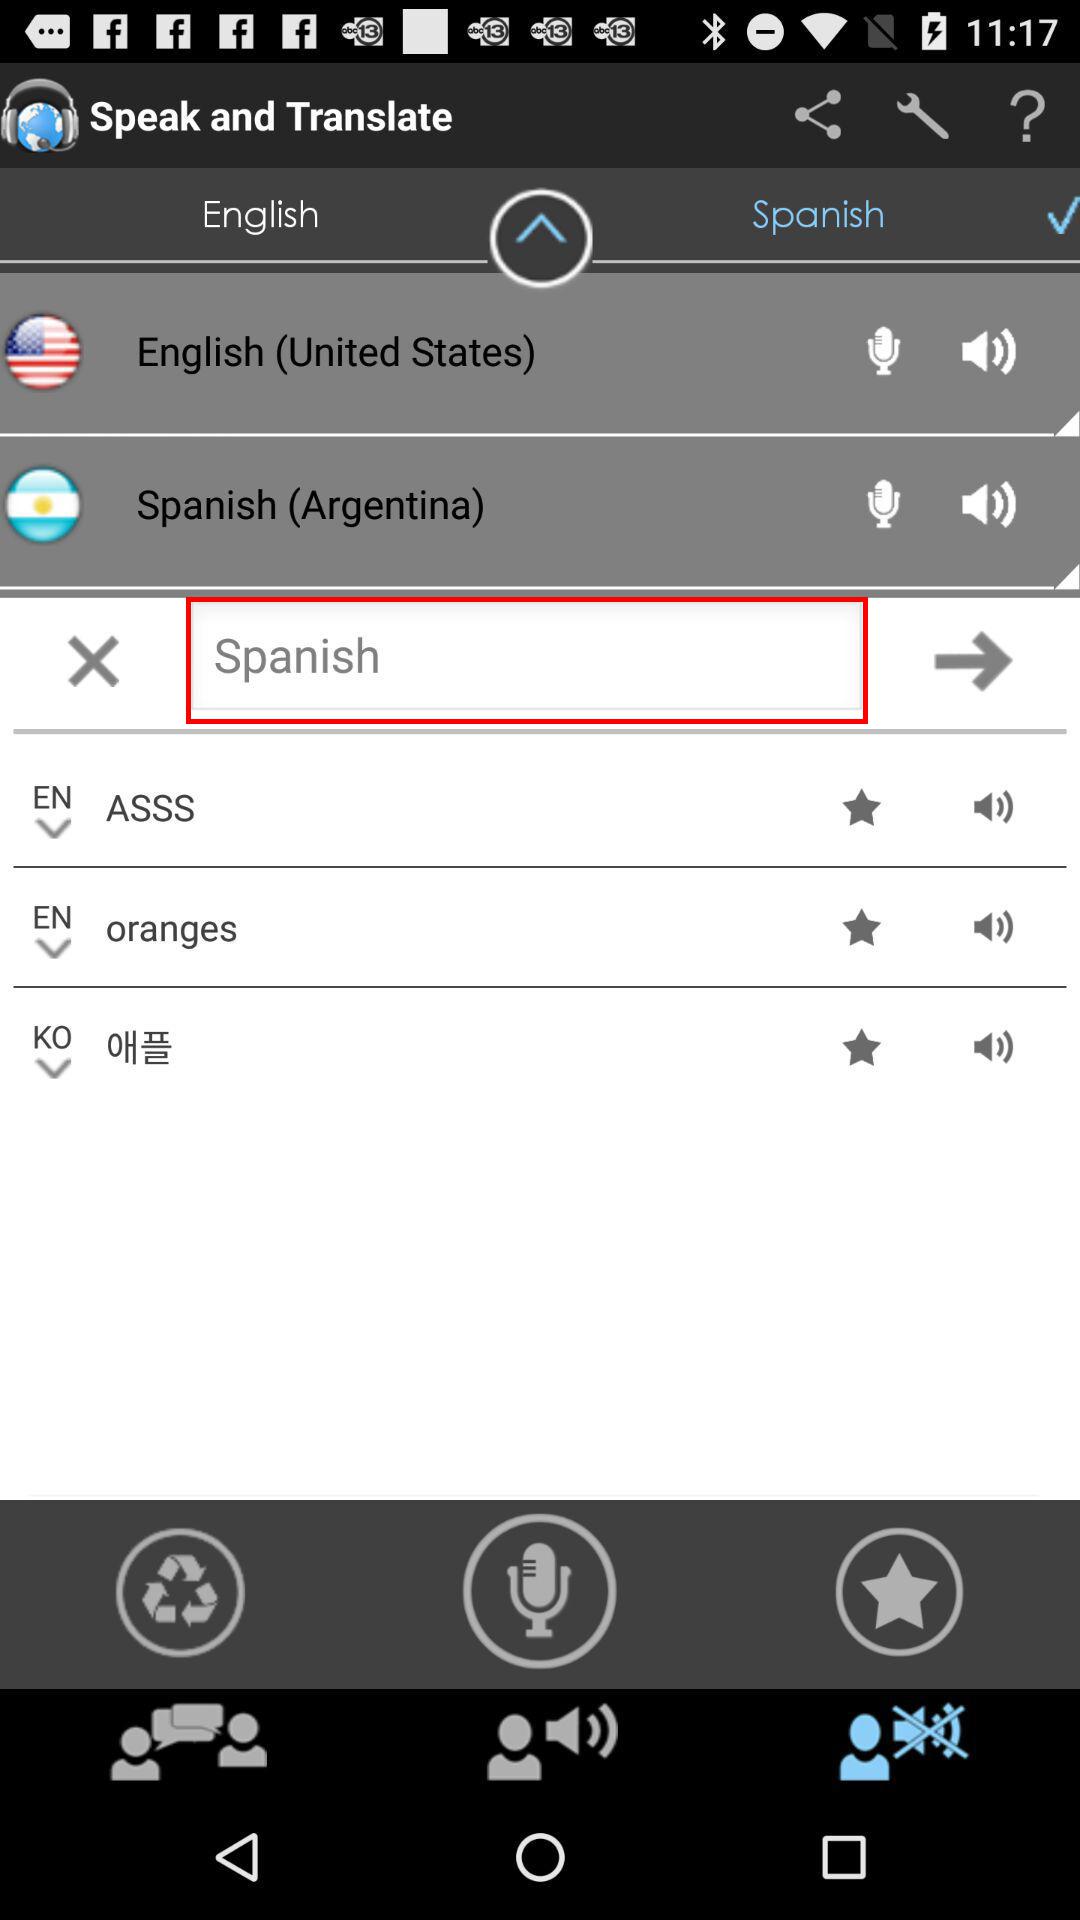 11:17
Speak and Translate
English Spanish
English (United States)
Spanish (Argentina)
Spanish
EN ASSS
EN oranges
KO 애플